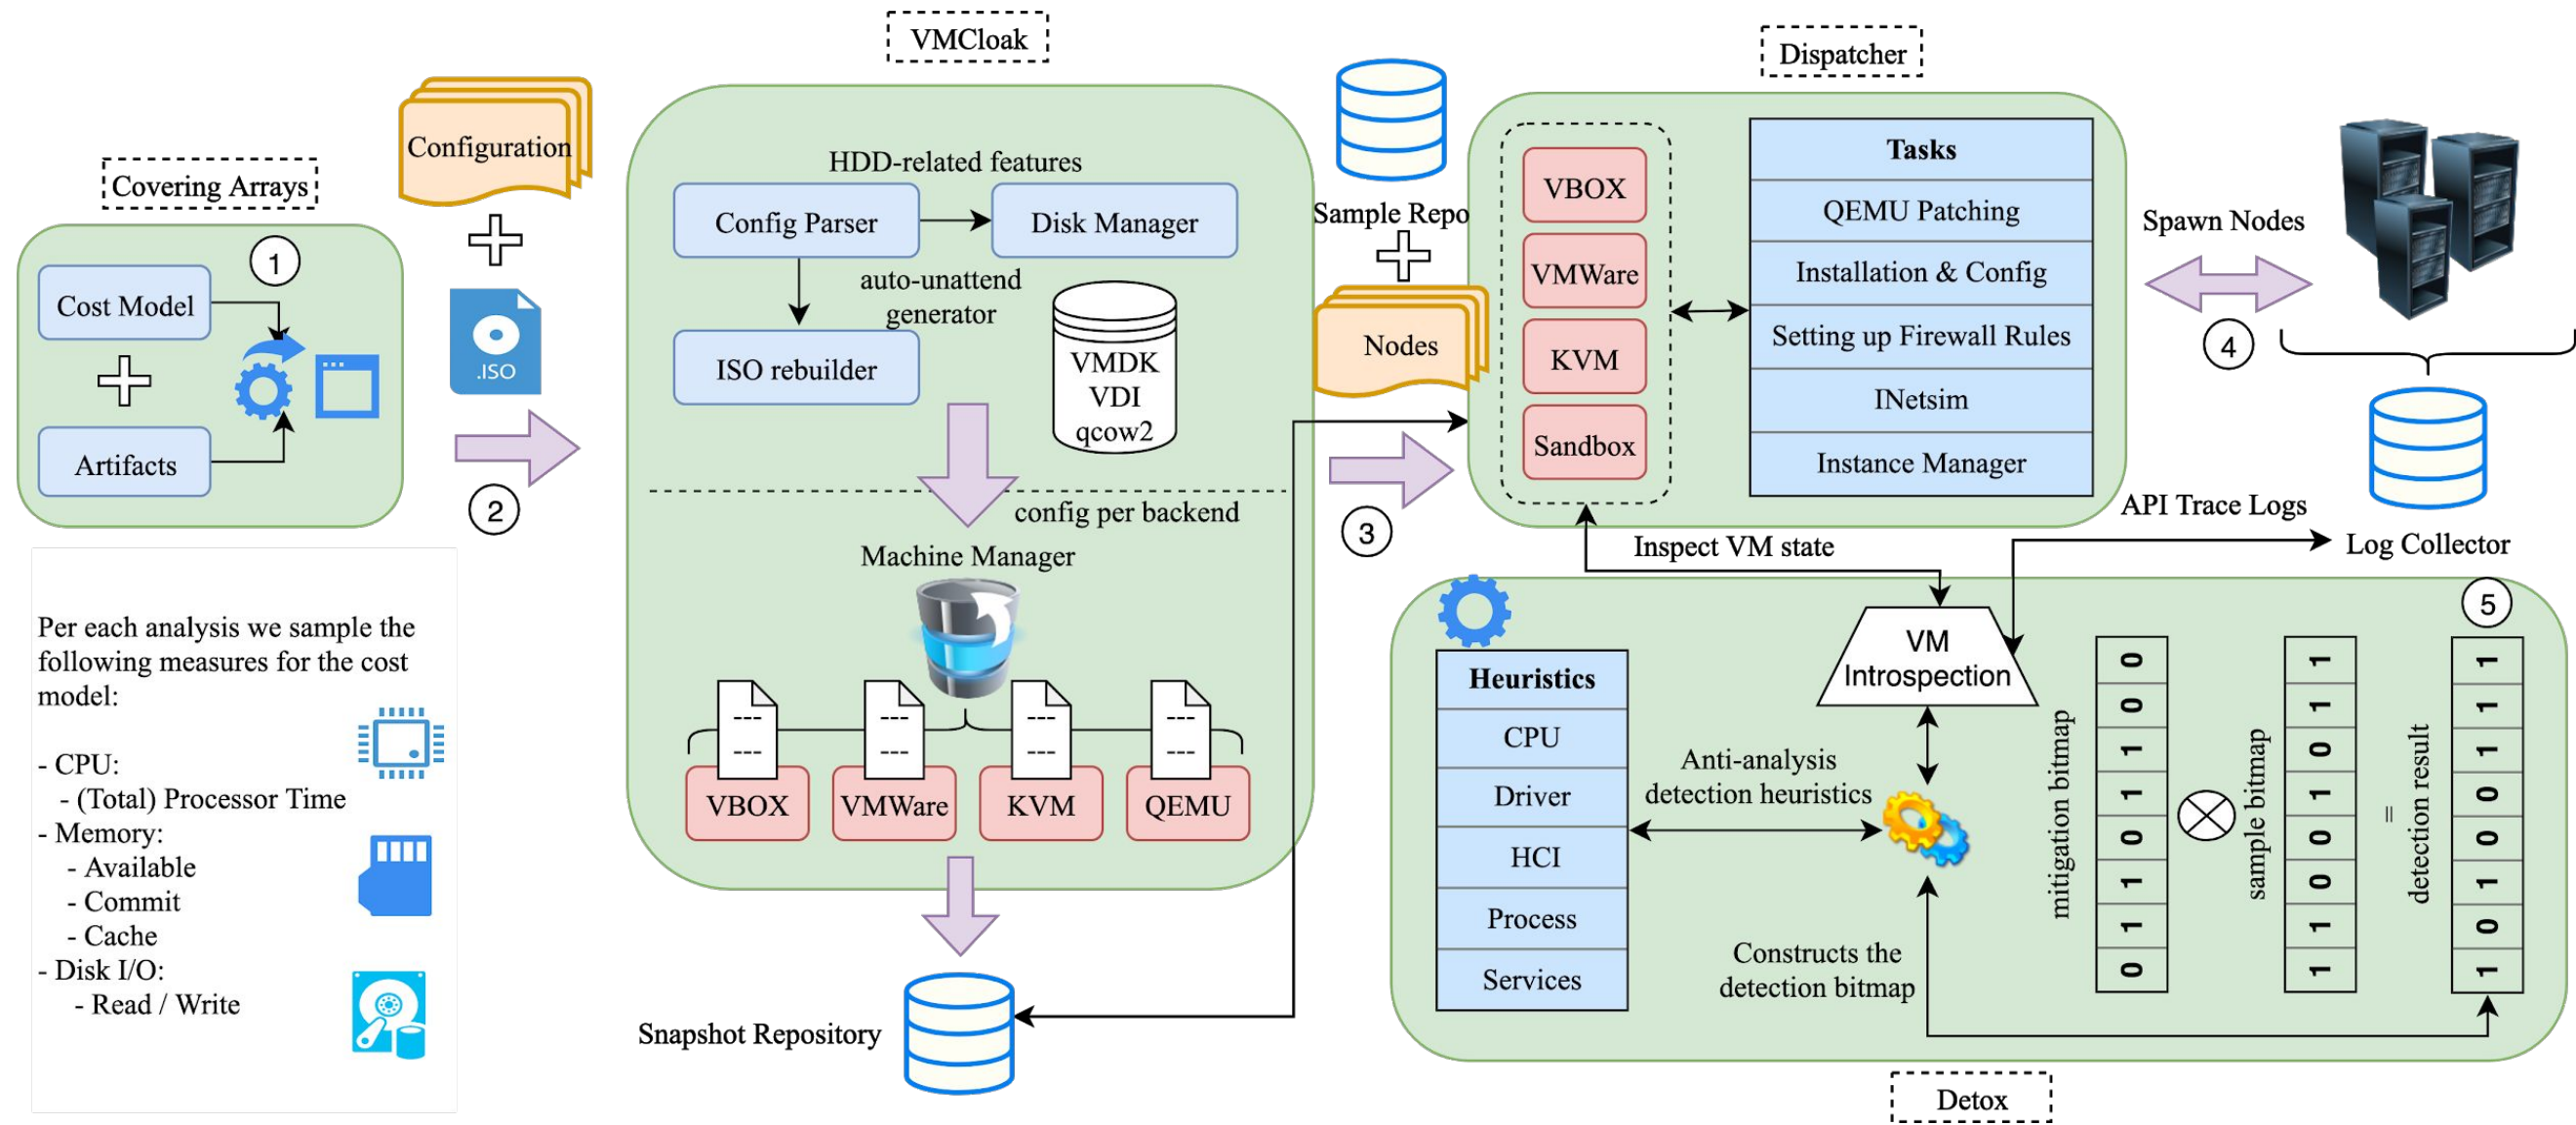 VMCloak
Dispatcher
Configuration
Covering Arrays
1
Cost Model
Artifacts
.ISO
2
HDD-related features
Config Parser
Disk Manager
auto-unattend
generator
ISO rebuilder
VMDK
VDI
qcow2
config per backend
Machine Manager
---
---
---
---
---
---
---
---
VBOX
VMWare
KVM
QEMU
Snapshot Repository
Sample Repo
Nodes
3
VBOX
VMWare
KVM
Sandbox
Tasks
QEMU Patching
Installation & Config
Setting up Firewall Rules
INetsim
Instance Manager
Spawn Nodes
4
API Trace Logs
Log Collector
Inspect VM state
5
VM
Introspection
Heuristics
CPU
Driver
HCI
Process
Services
Anti-analysis
detection heuristics
Constructs the
detection bitmap
mitigation bitmap
0 0 1 1 0 1 1 0
sample bitmap
1 1 0 1 0 0 1 1
=
detection result
1 1 1 0 0 1 0 1
Detox
Per each analysis we sample the
following measures for the cost
model:
- CPU:
- (Total) Processor Time
- Memory:
- Available
- Commit
- Cache
- Disk I/O:
- Read / Write